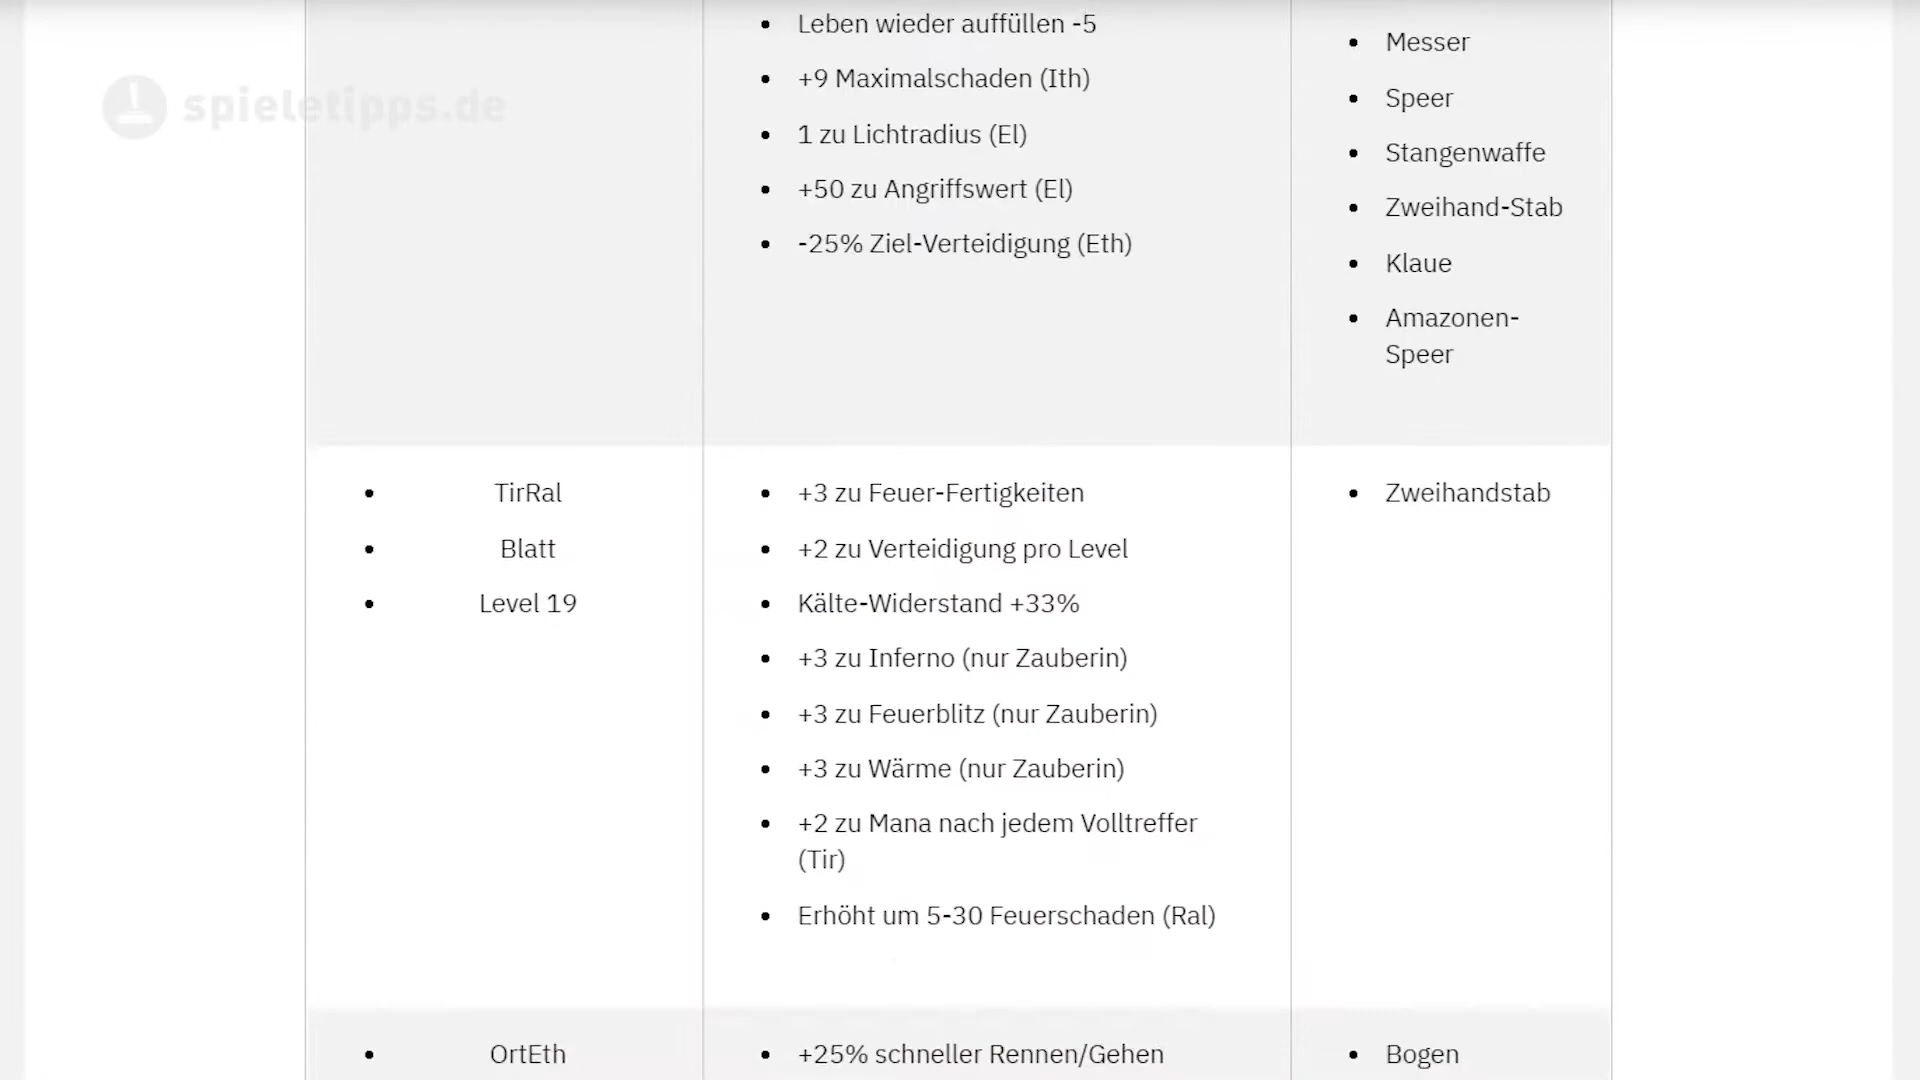 Leben wieder auffüllen -5
+9 Maximalschaden (Ith)
1 zu Lichtradius (El)
+50 zu Angriffswert (El)
-25% Ziel-Verteidigung (Eth)
Messer
Speer
Stangenwaffe
Zweihand-Stab
Klaue
Amazonen-
Speer
spieletipps.de
TirRal
Blatt
Level 19
+3 zu Feuer-Fertigkeiten
+2 zu Verteidigung pro Level
Kälte-Widerstand +33%
+3 zu Inferno (nur Zauberin)
+3 zu Feuerblitz (nur Zauberin)
+3 zu Wärme (nur Zauberin)
+2 zu Mana nach jedem Volltreffer
(Tir)
Erhöht um 5-30 Feuerschaden (Ral)
Zweihandstab
OrtEth
+25% schneller Rennen/Gehen
Bogen